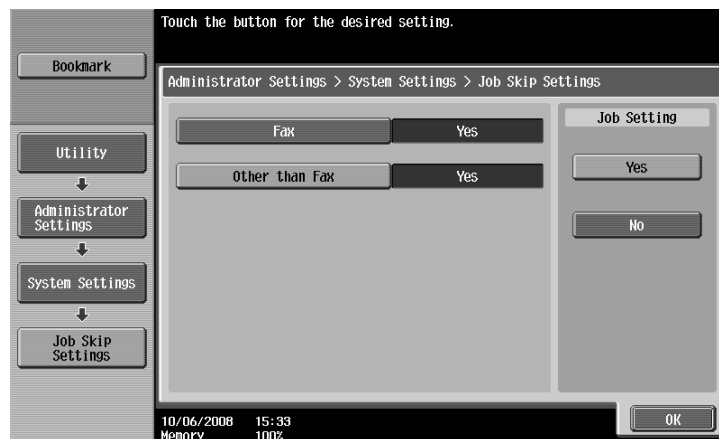 Touch the button for the desired setting.
Bookmark
Administrator Settings > System Settings > Job Skip Settings
Utility
Administrator
Settings
System Settings
Job Skip
Settings
Fax Yes
Other than Fax Yes
Job Setting
Yes
No
10/06/2008 15:33
Memory 100%
OK